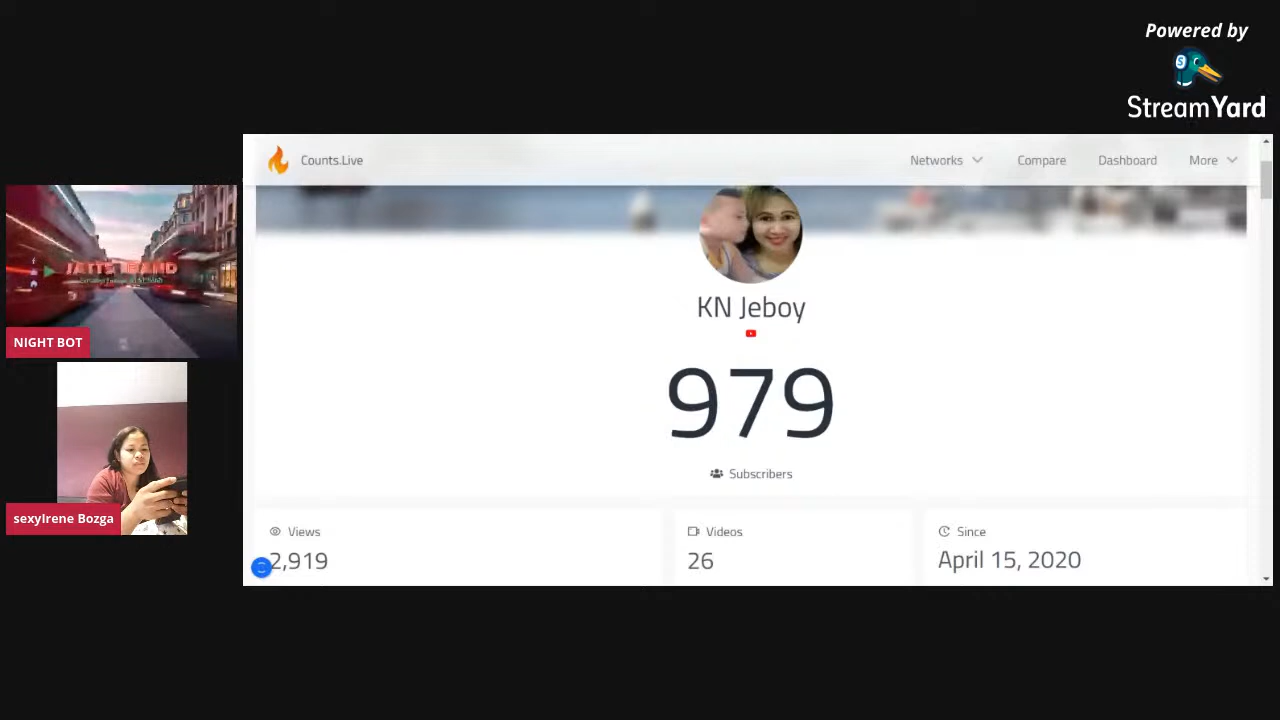 Powered by
StreamYard
Counts.Live
Networks
Compare
Dashboard
More
KN Jeboy
979
Subscribers
Views
2,919
Videos
26
Since
April 15, 2020
NIGHT BOT
sexyIrene Bozga